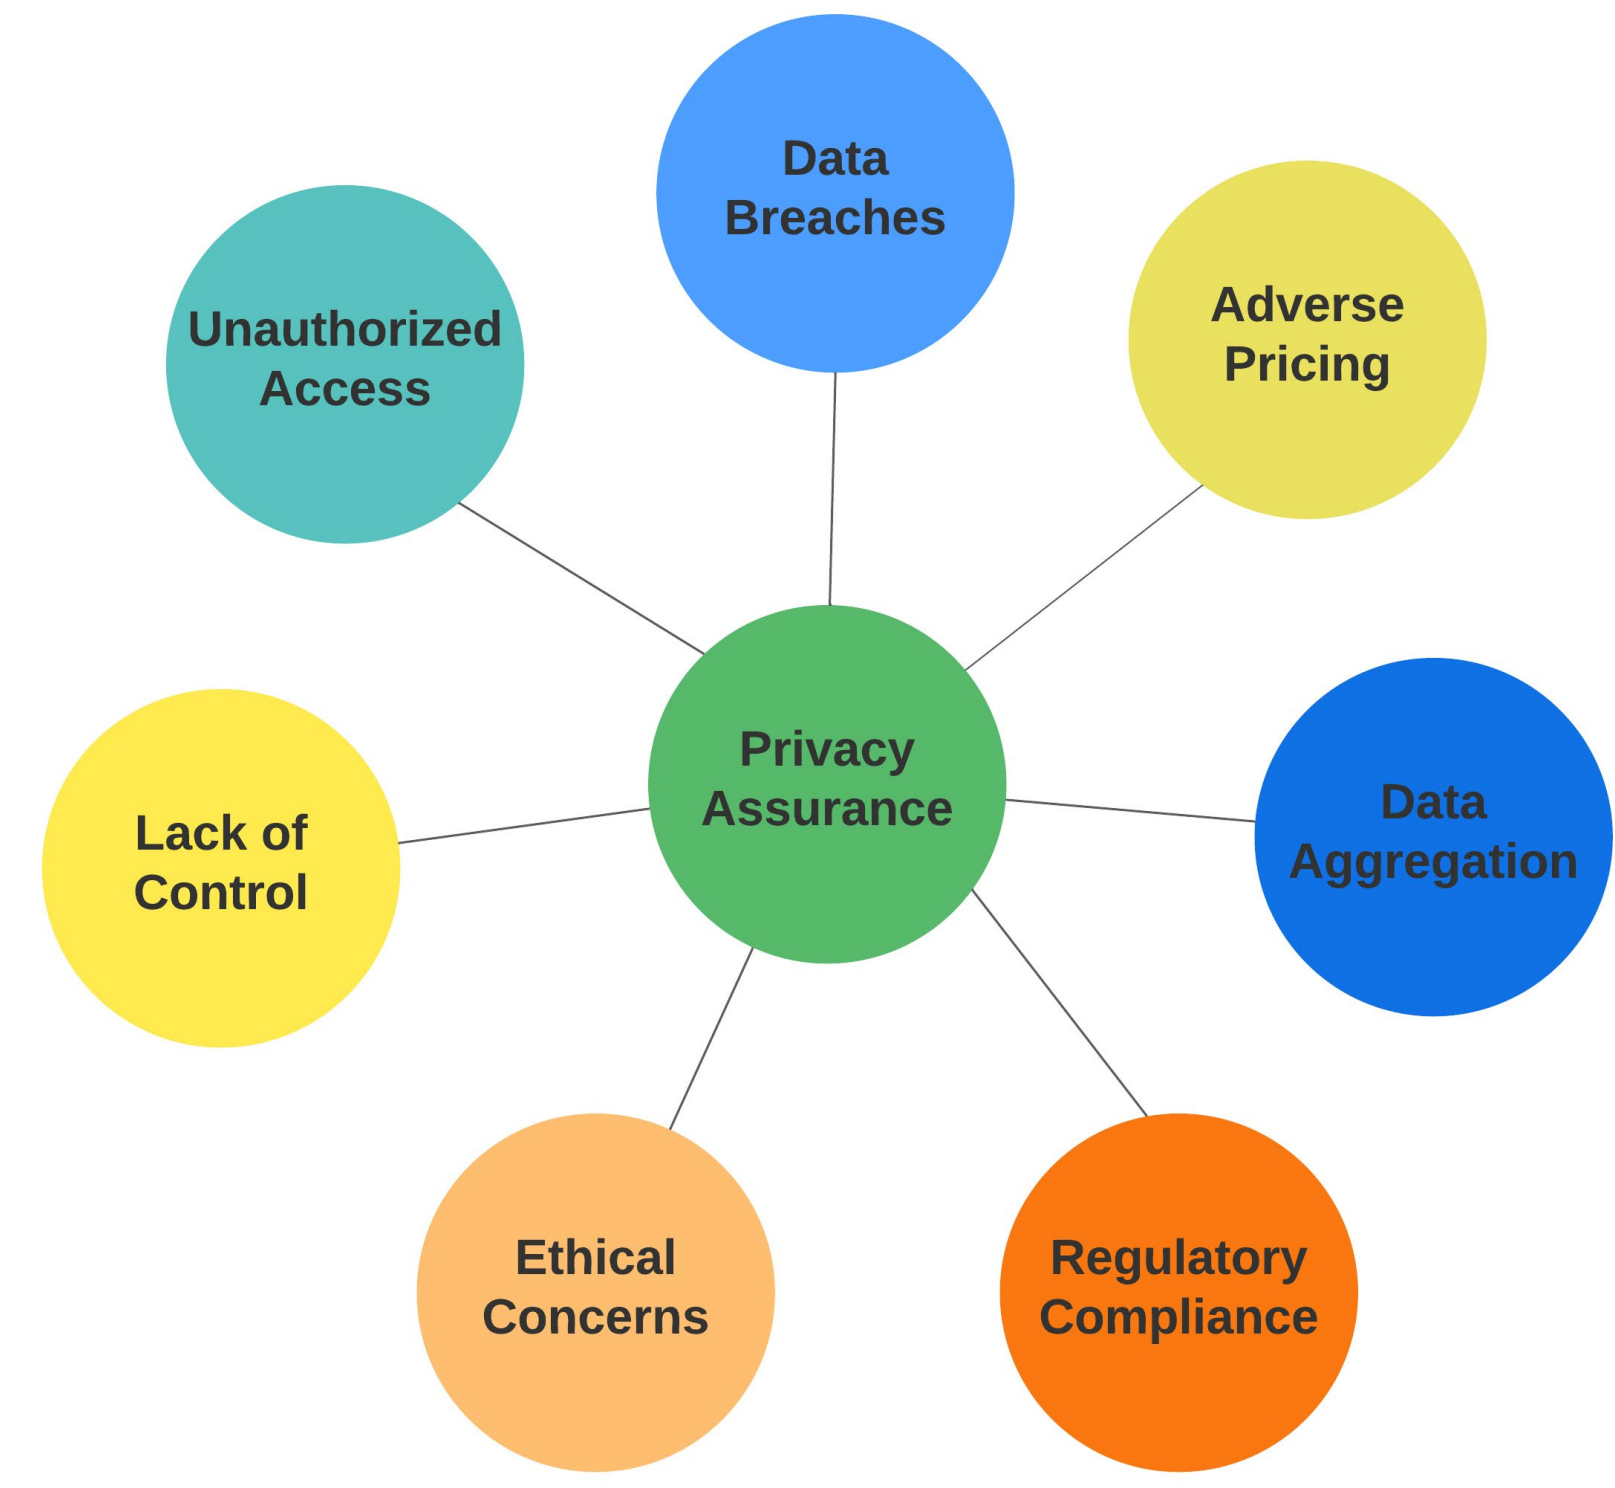 Data
Breaches
Adverse
Pricing
Unauthorized
Access
Privacy
Assurance
Data
Aggregation
Lack of
Control
Ethical
Concerns
Regulatory
Compliance